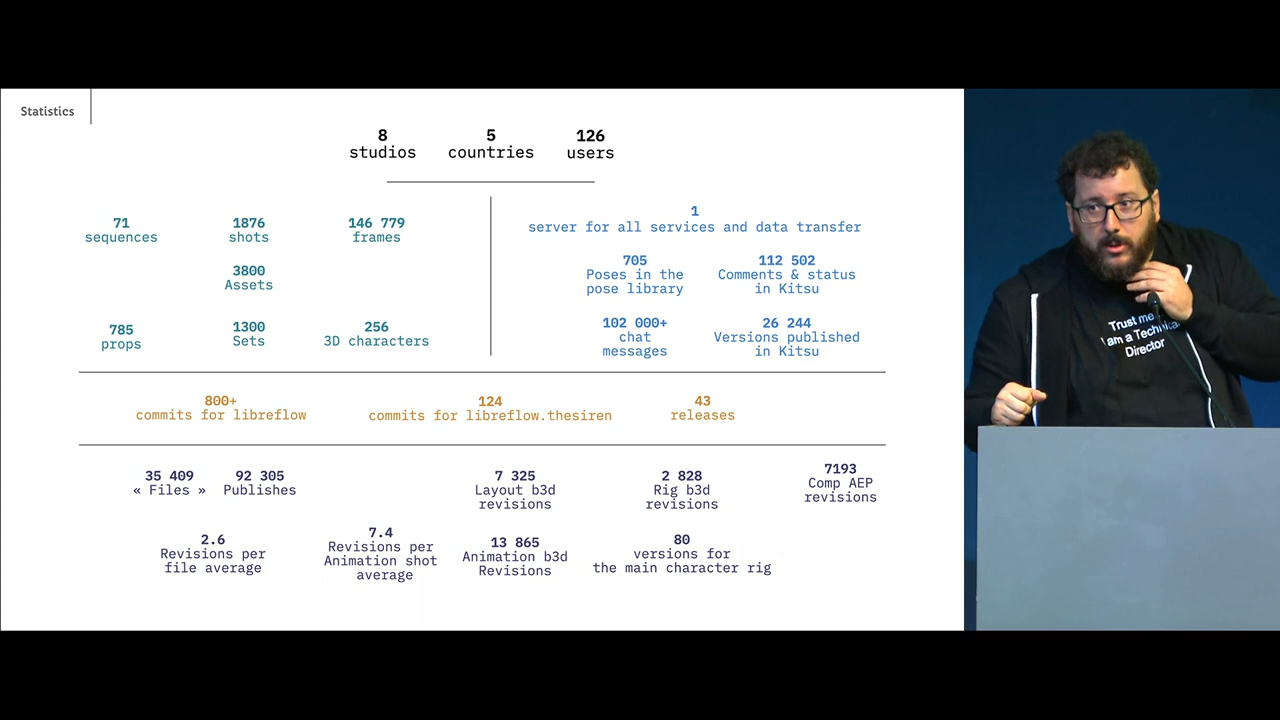 Statistics
8
studios
5
countries
126
users
71
sequences
1876
shots
146 779
frames
3800
Assets
785
props
1300
Sets
256
3D characters
1
server for all services and data transfer
705
Poses in the
pose library
112 502
Comments & status
in Kitsu
102 000+
chat
messages
26 244
Versions published
in Kitsu
800+
commits for libreflow
124
commits for libreflow.thesiren
43
releases
35 409
« Files »
92 305
Publishes
7 325
Layout b3d
revisions
2 828
Rig b3d
revisions
7193
Comp AEP
revisions
2.6
Revisions per
file average
7.4
Revisions per
Animation shot
average
13 865
Animation b3d
Revisions
80
versions for
the main character rig
Trust me
I am a Technical
Director